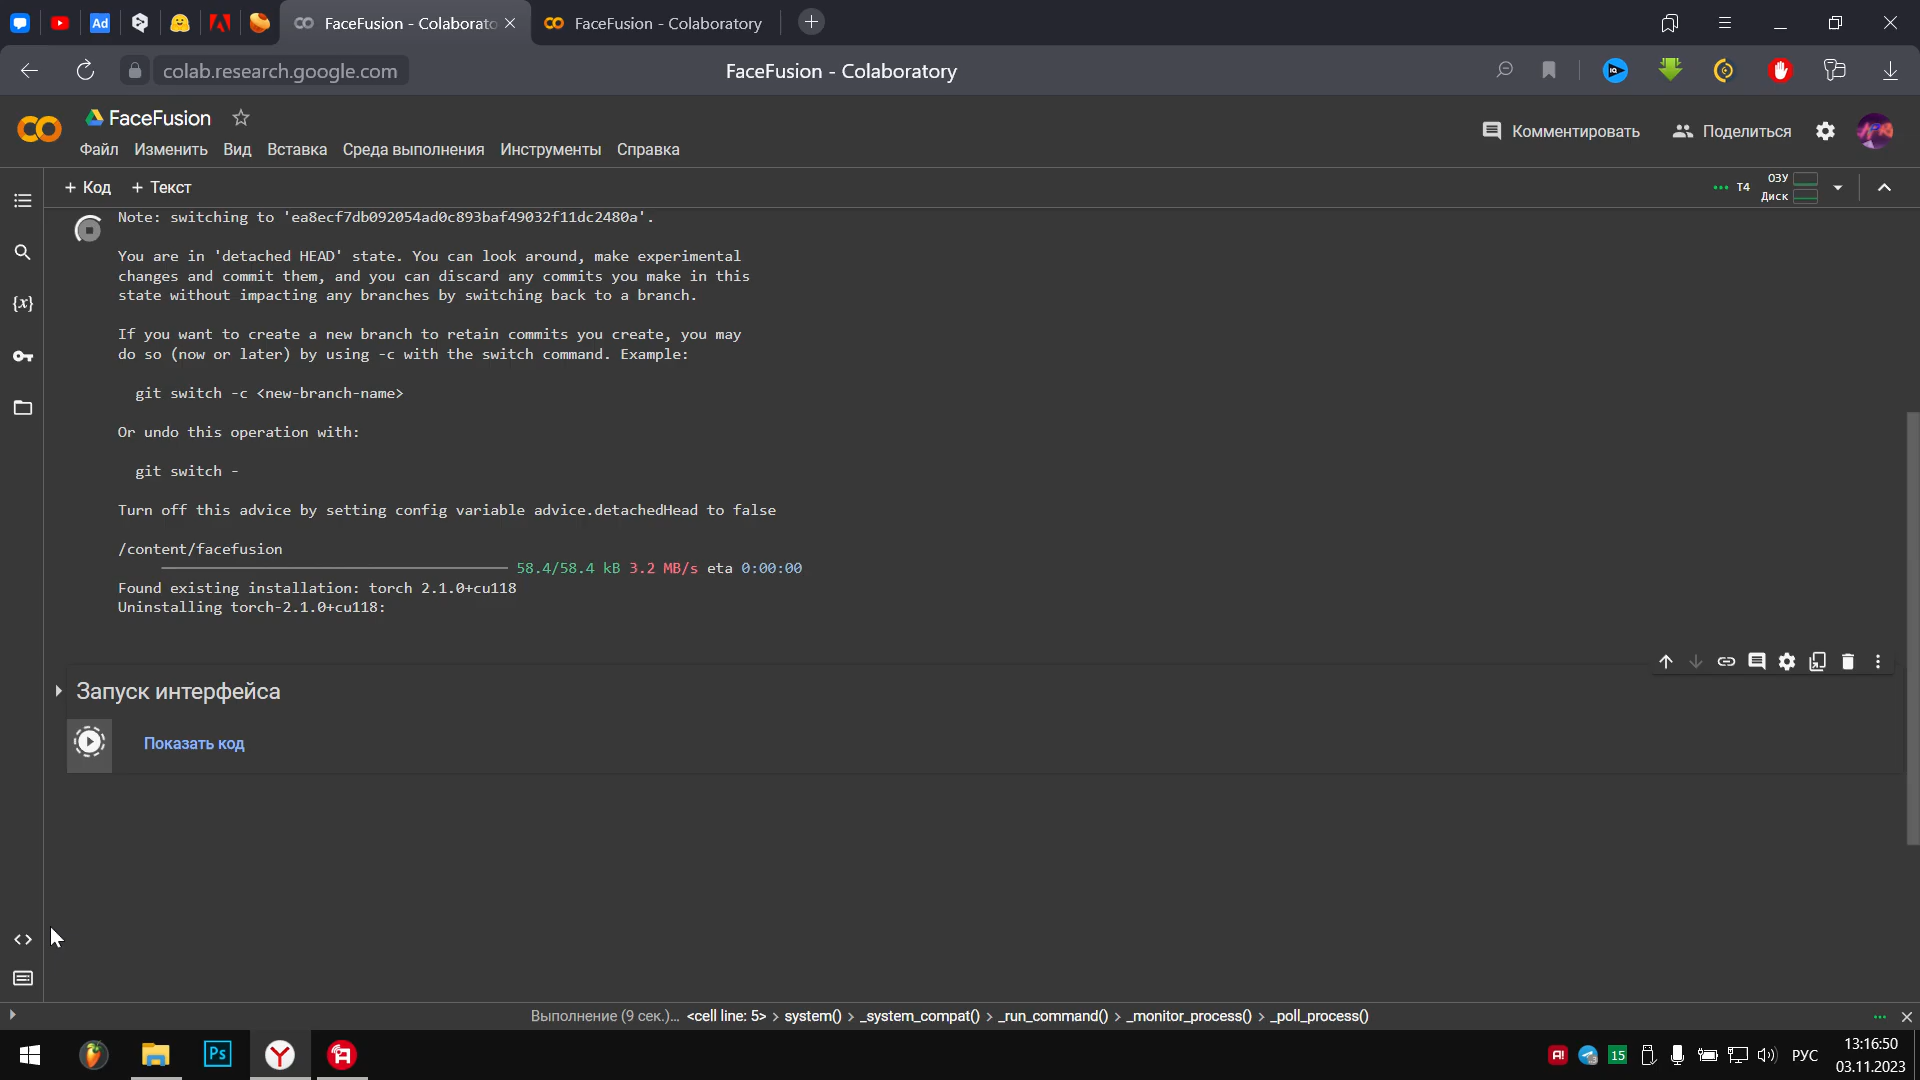 Ad
FaceFusion - Colaborato
FaceFusion - Colaboratory
colab.research.google.com
FaceFusion - Colaboratory
FaceFusion
Комментировать
Поделиться
Файл Изменить Вид Вставка Среда выполнения Инструменты Справка
+ Код + Текст
T4
ОЗУ
Диск
Note: switching to 'ea8ecf7db092054ad0c893baf49032f11dc2480a'.
You are in 'detached HEAD' state. You can look around, make experimental
changes and commit them, and you can discard any commits you make in this
state without impacting any branches by switching back to a branch.
If you want to create a new branch to retain commits you create, you may
do so (now or later) by using -c with the switch command. Example:
git switch -c <new-branch-name>
Or undo this operation with:
git switch -
Turn off this advice by setting config variable advice.detachedHead to false
/content/facefusion
58.4/58.4 kB 3.2 MB/s eta 0:00:00
Found existing installation: torch 2.1.0+cu118
Uninstalling torch-2.1.0+cu118:
Запуск интерфейса
Показать код
Выполнение (9 сек.)... <cell line: 5> > system() > _system_compat() > _run_command() > _monitor_process() > _poll_process()
Ps
15
РУС
13:16:50
03.11.2023